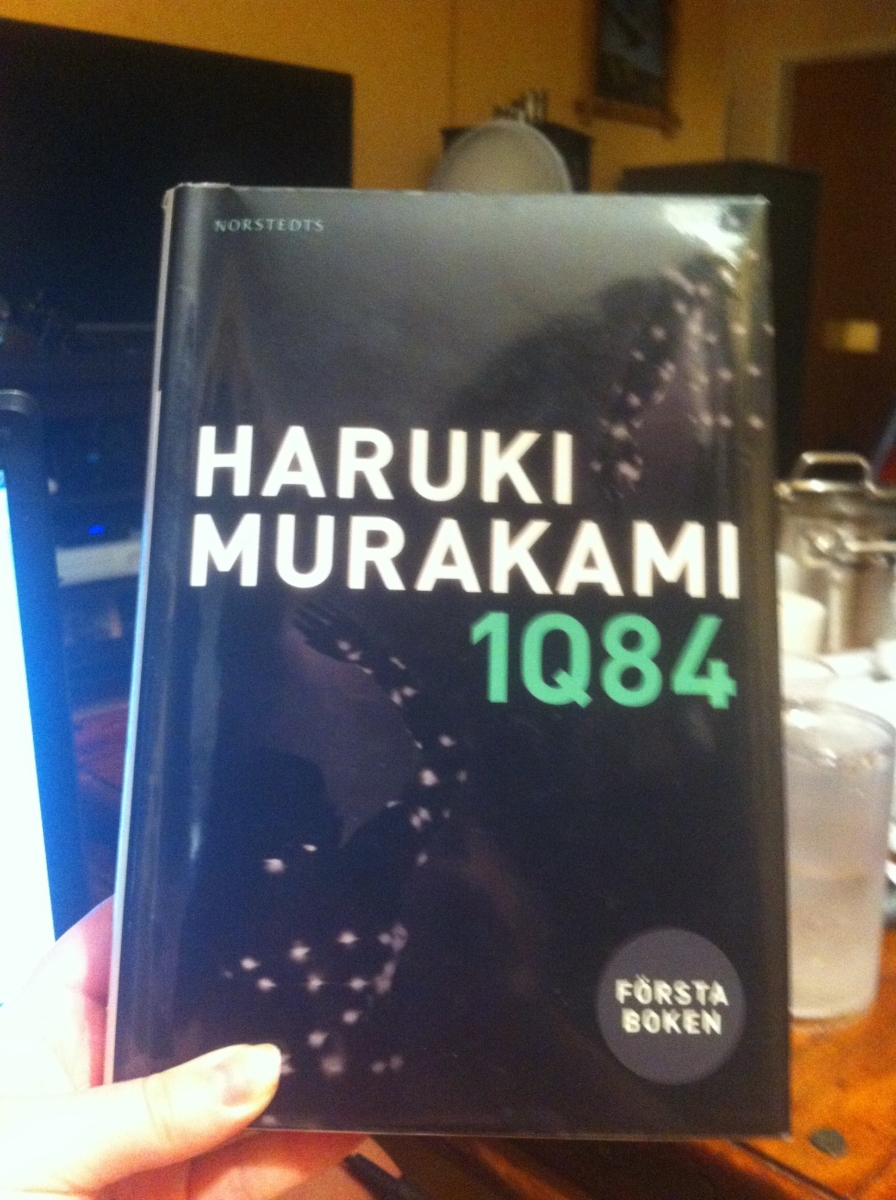 NORSTEDTS
HARUKI
MURAKAMI
1Q84
FÖRSTA
BOKEN